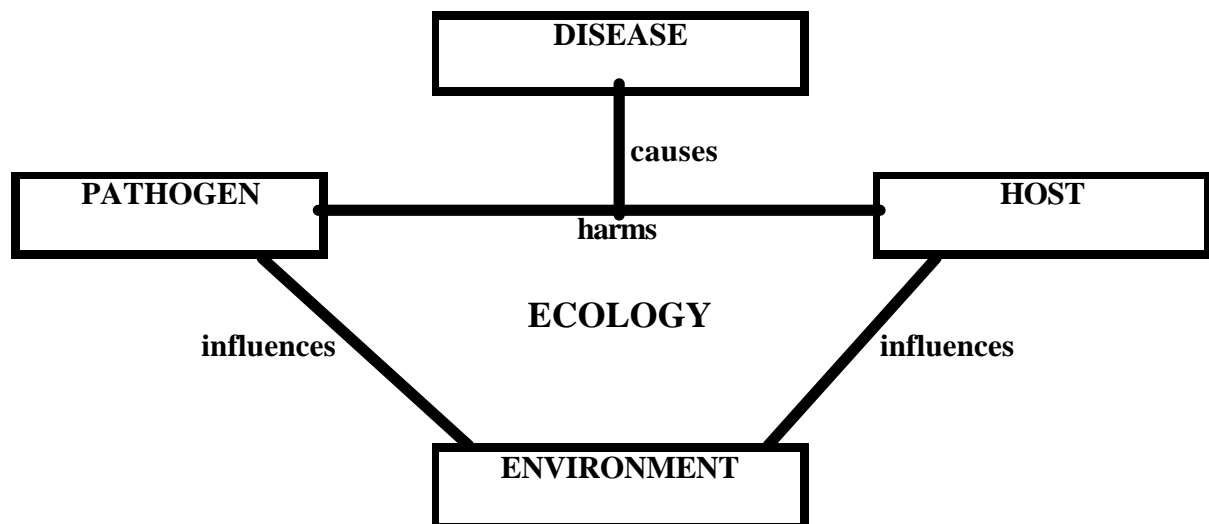 DISEASE
causes
PATHOGEN
HOST
harms
ECOLOGY
influences
influences
ENVIRONMENT